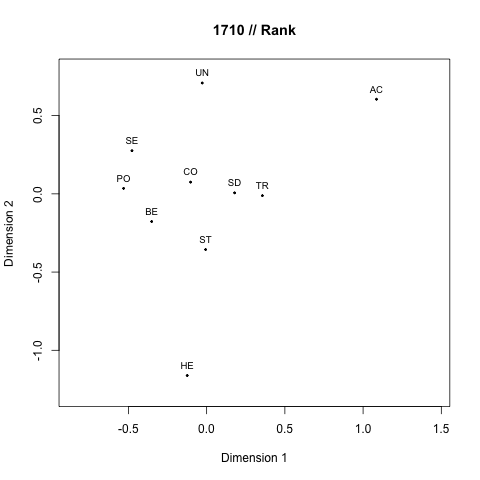 1710 // Rank
UN
AC
0.5
SE
CO
PO
SD
TR
0.0
BE
ST
-0.5
HE
-1.0
Dimension 2
-0.5 0.0 0.5 1.0 1.5
Dimension 1